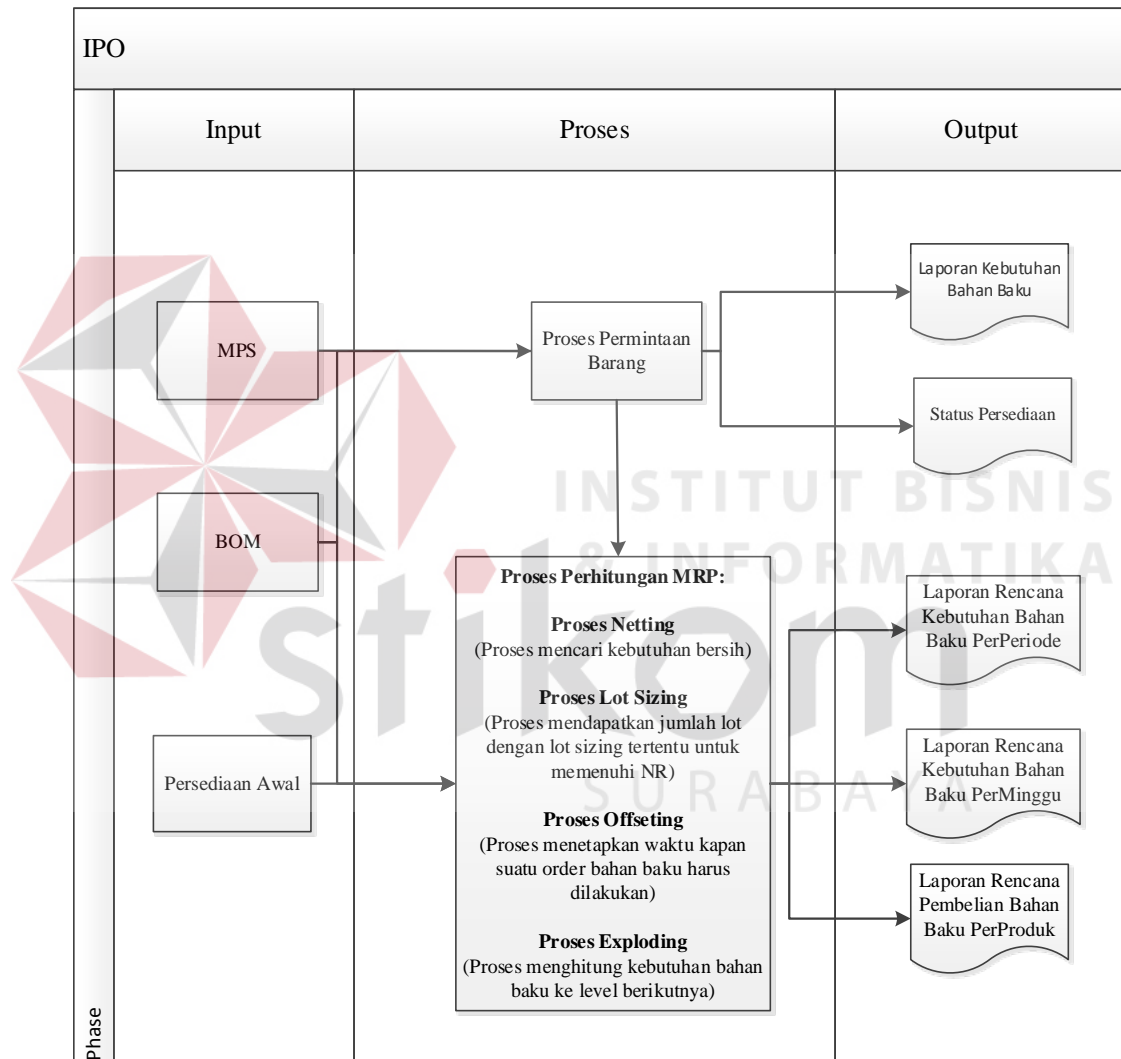 IPO
Phase
Input
Proses
Output
MPS
BOM
Persediaan Awal
Proses Permintaan
Barang
Proses Perhitungan MRP:
Proses Netting
(Proses mencari kebutuhan bersih)
Proses Lot Sizing
(Proses mendapatkan jumlah lot
dengan lot sizing tertentu untuk
memenuhi NR)
Proses Offseting
(Proses menetapkan waktu kapan
suatu order bahan baku harus
dilakukan)
Proses Exploding
(Proses menghitung kebutuhan bahan
baku ke level berikutnya)
Laporan Kebutuhan
Bahan Baku
Status Persediaan
Laporan Rencana
Kebutuhan Bahan
Baku PerPeriode
Laporan Rencana
Kebutuhan Bahan
Baku PerMinggu
Laporan Rencana
Pembelian Bahan
Baku PerProduk
INSTITUT BISNIS
& INFORMATIKA
stikom
SURABAYA